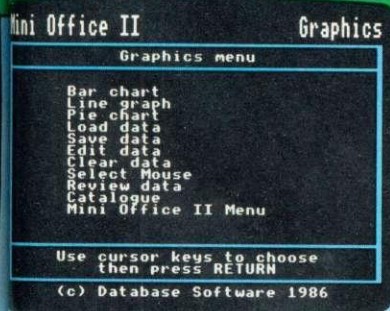 Mini Office II Graphics
Graphics menu
Bar chart
Line graph
Pie chart
Load data
Save data
Edit data
Clear data
Select Mouse
Review data
Catalogue
Mini Office II Menu
Use cursor keys to choose
then press RETURN
(c) Database Software 1986